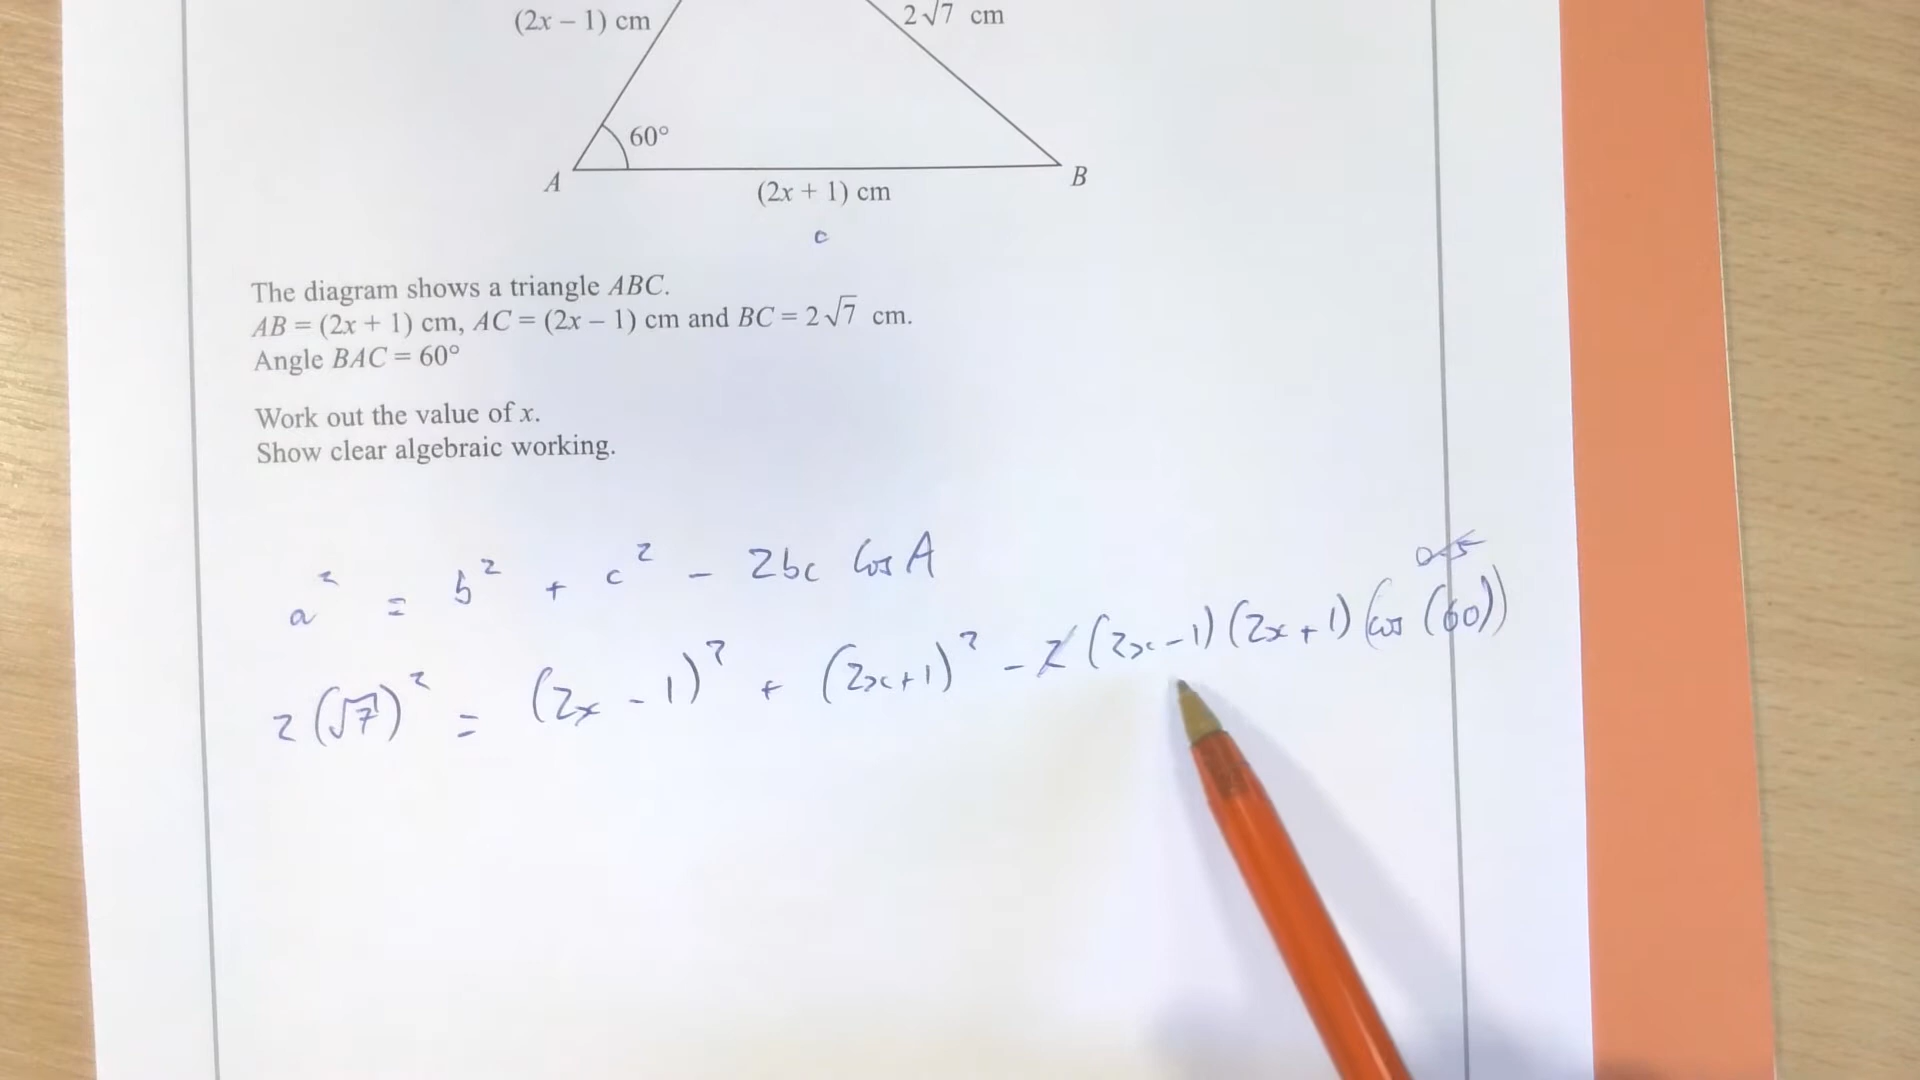 (2x – 1) cm
2√7 cm
60°
A
B
(2x + 1) cm
c
The diagram shows a triangle ABC.
AB = (2x + 1) cm, AC = (2x – 1) cm and BC = 2√7 cm.
Angle BAC = 60°
Work out the value of x.
Show clear algebraic working.
a² = b² + c² - 2bc Cos A
0.5
2(√7)² = (2x - 1)² + (2x+1)² - 2(2x-1)(2x+1)(cos (60))